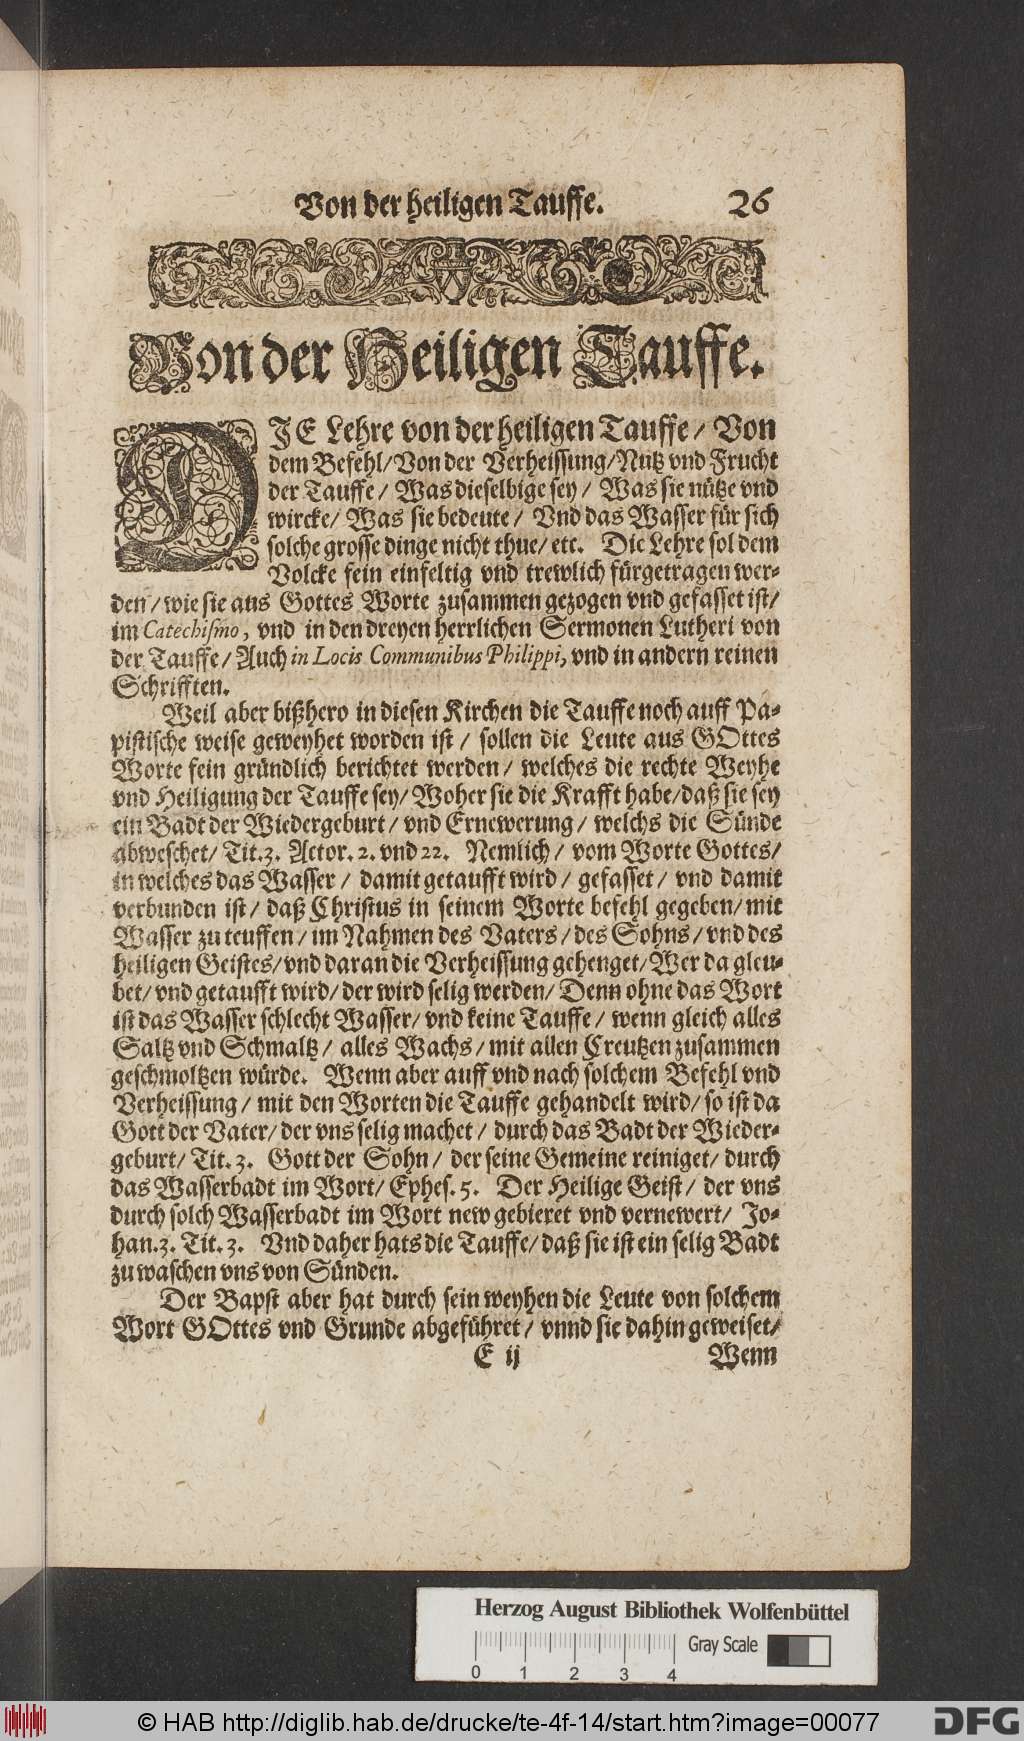 Von der heiligen Tauffe. 26
Von der Heiligen Tauffe.
DIE Lehre von der heiligen Tauffe / Von
dem Befehl / Von der Verheissung / Nutz vnd Frucht
der Tauffe / Was dieselbige sey / Was sie nütze vnd
wircke / Was sie bedeute / Vnd das Wasser für sich
solche grosse dinge nicht thue / etc. Die Lehre sol dem
Volcke fein einfeltig vnd trewlich fürgetragen wer-
den / wie sie aus Gottes Worte zusammen gezogen vnd gefasset ist /
im Catechismo, vnd in den dreyen herrlichen Sermonen Lutheri von
der Tauffe / Auch in Locis Communibus Philippi, vnd in andern reinen
Schrifften.
Weil aber bißhero in diesen Kirchen die Tauffe noch auff Pa-
pistische weise geweyhet worden ist / sollen die Leute aus GOttes
Worte fein gründlich berichtet werden / welches die rechte Weyhe
vnd Heiligung der Tauffe sey / Woher sie die Krafft habe / daß sie sey
ein Badt der Wiedergeburt / vnd Ernewerung / welchs die Sünde
abweschet / Tit. 3. Actor. 2. vnd 22. Nemlich / vom Worte Gottes /
in welches das Wasser / damit getaufft wird / gefasset / vnd damit
verbunden ist / daß Christus in seinem Worte befehl gegeben / mit
Wasser zu teuffen / im Nahmen des Vaters / des Sohns / vnd des
heiligen Geistes / vnd daran die Verheissung gehenget / Wer da gleu-
bet / vnd getaufft wird / der wird selig werden / Denn ohne das Wort
ist das Wasser schlecht Wasser / vnd keine Tauffe / wenn gleich alles
Saltz vnd Schmaltz / alles Wachs / mit allen Creutzen zusammen
geschmoltzen würde. Wenn aber auff vnd nach solchem Befehl vnd
Verheissung / mit den Worten die Tauffe gehandelt wird / so ist da
Gott der Vater / der vns selig machet / durch das Badt der Wieder-
geburt / Tit. 3. Gott der Sohn / der seine Gemeine reiniget / durch
das Wasserbadt im Wort / Ephes. 5. Der Heilige Geist / der vns
durch solch Wasserbadt im Wort new gebieret vnd vernewert / Jo-
han. 3. Tit. 3. Vnd daher hats die Tauffe / daß sie ist ein selig Badt
zu waschen vns von Sünden.
Der Bapst aber hat durch sein weyhen die Leute von solchem
Wort GOttes vnd Grunde abgeführet / vnnd sie dahin geweiset /
E ij Wenn
Herzog August Bibliothek Wolfenbüttel
Gray Scale
0 1 2 3 4
© HAB http://diglib.hab.de/drucke/te-4f-14/start.htm?image=00077
DFG